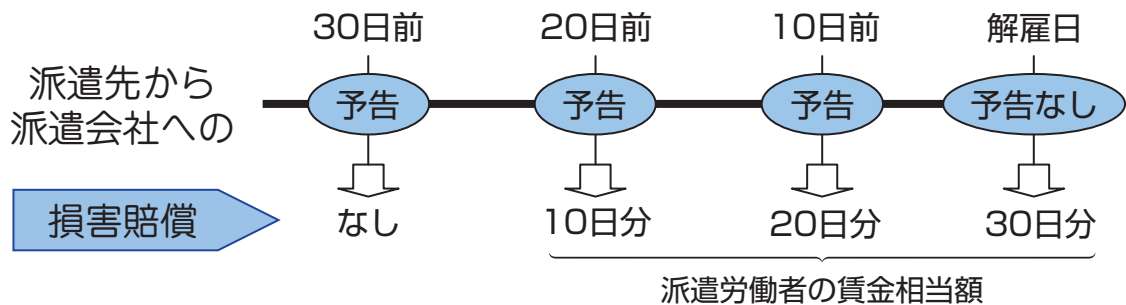 30日前 20日前 10日前 解雇日
派遣先から
派遣会社への
予告 予告 予告 予告なし
損害賠償
なし 10日分 20日分 30日分
派遣労働者の賃金相当額